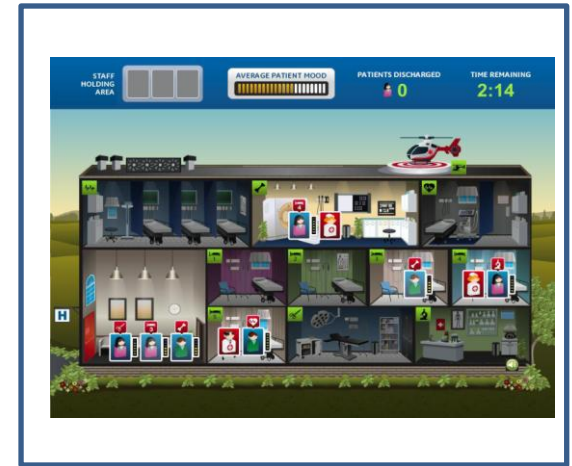 STAFF
HOLDING
AREA
AVERAGE PATIENT MOOD
PATIENTS DISCHARGED
0
TIME REMAINING
2:14
H